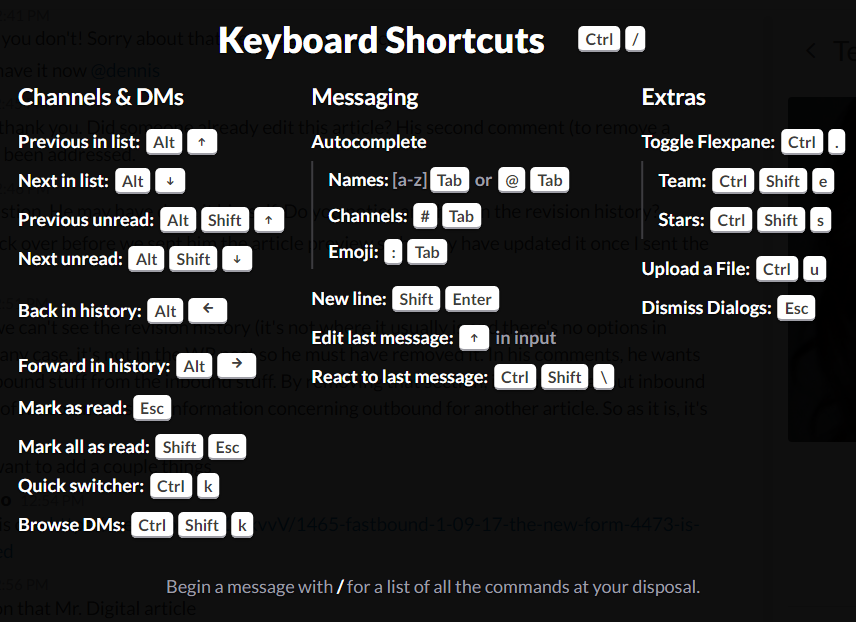 Keyboard Shortcuts Ctrl /
Channels & DMs
Previous in list: Alt ↑
Next in list: Alt ↓
Previous unread: Alt Shift ↑
Next unread: Alt Shift ↓
Back in history: Alt ←
Forward in history: Alt →
Mark as read: Esc
Mark all as read: Shift Esc
Quick switcher: Ctrl k
Browse DMs: Ctrl Shift k
Messaging
Autocomplete
Names: [a-z] Tab or @ Tab
Channels: # Tab
Emoji: : Tab
New line: Shift Enter
Edit last message: ↑ in input
React to last message: Ctrl Shift \
Extras
Toggle Flexpane: Ctrl .
Team: Ctrl Shift e
Stars: Ctrl Shift s
Upload a File: Ctrl u
Dismiss Dialogs: Esc
Begin a message with / for a list of all the commands at your disposal.